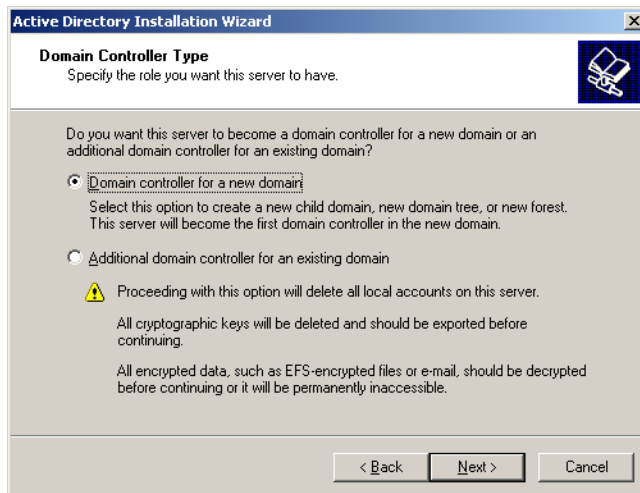 Active Directory Installation Wizard
Domain Controller Type
Specify the role you want this server to have.
Do you want this server to become a domain controller for a new domain or an
additional domain controller for an existing domain?
Domain controller for a new domain
Select this option to create a new child domain, new domain tree, or new forest.
This server will become the first domain controller in the new domain.
Additional domain controller for an existing domain
Proceeding with this option will delete all local accounts on this server.
All cryptographic keys will be deleted and should be exported before
continuing.
All encrypted data, such as EFS-encrypted files or e-mail, should be decrypted
before continuing or it will be permanently inaccessible.
< Back Next > Cancel